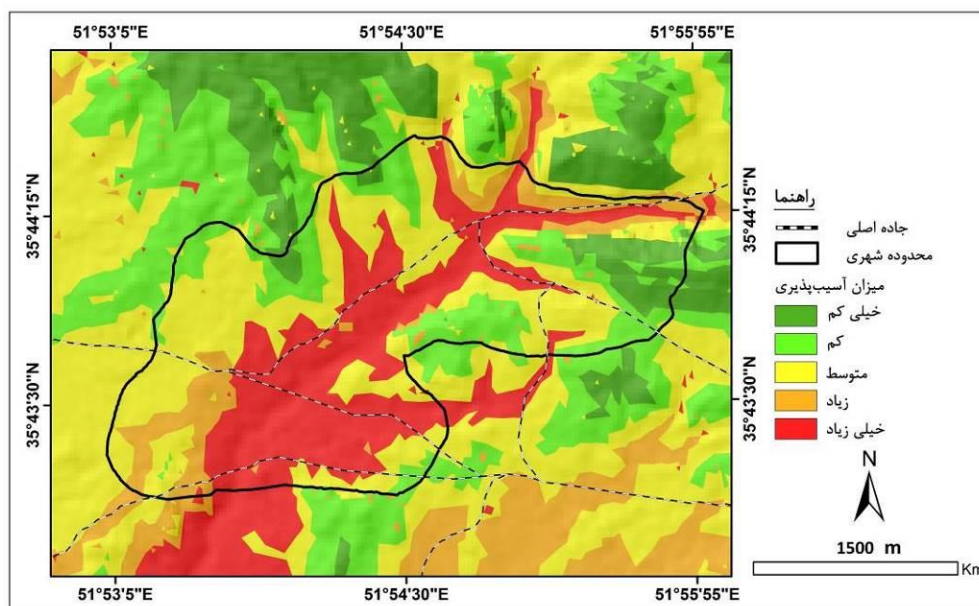 51°53'5"E 51°54'30"E 51°55'55"E
35°44'15"N
35°43'30"N
35°44'15"N
35°43'30"N
51°53'5"E 51°54'30"E 51°55'55"E
راهنما
جاده اصلی
محدوده شهری
میزان آسیب‌پذیری
خیلی کم
کم
متوسط
زیاد
خیلی زیاد
N
1500 m
Km